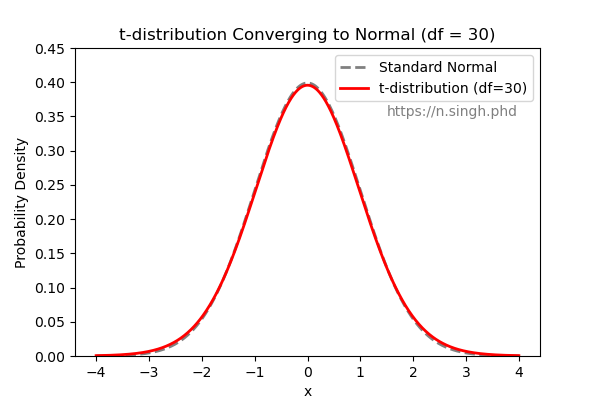 t-distribution Converging to Normal (df = 30)
Standard Normal
t-distribution (df=30)
https://n.singh.phd
Probability Density
0.45
0.40
0.35
0.30
0.25
0.20
0.15
0.10
0.05
0.00
−4 −3 −2 −1 0 1 2 3 4
x